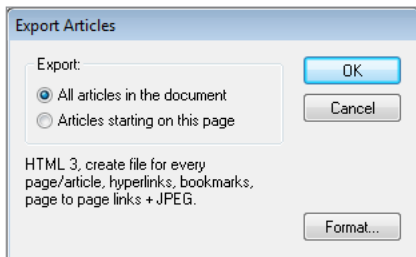 Export Articles
Export:
All articles in the document
Articles starting on this page
OK
Cancel
HTML 3, create file for every
page/article, hyperlinks, bookmarks,
page to page links + JPEG.
Format...